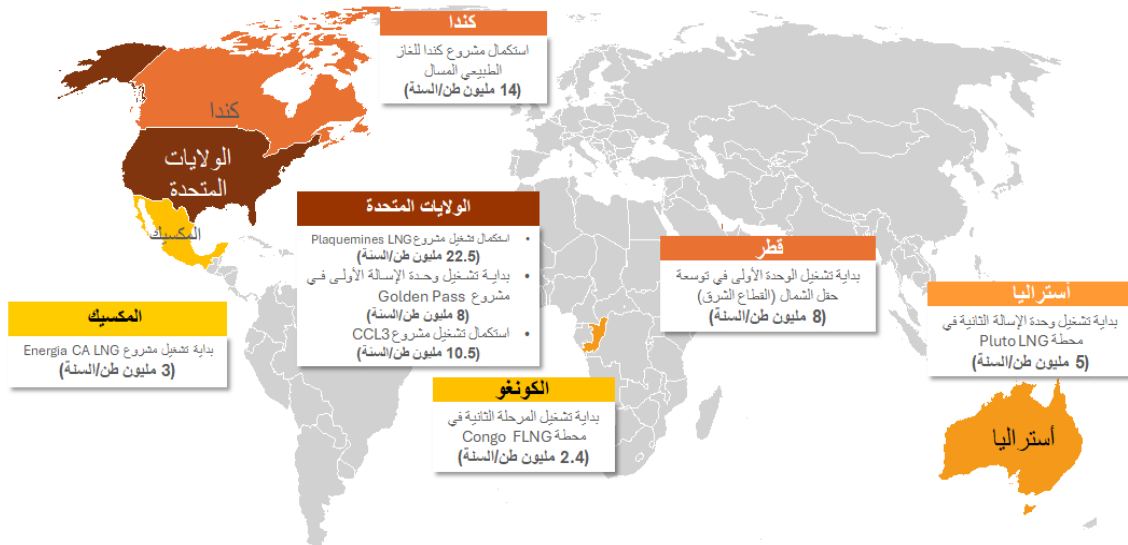 كندا
استكمال مشروع كندا للغاز
الطبيعي المسال
(14 مليون طن/السنة)
كندا
الولايات
المتحدة
المكسيك
الولايات المتحدة
• استكمال تشغيل مشروع Plaquemines LNG
(22.5 مليون طن/السنة)
• بداية تشغيل وحدة الإسالة الأولى في
مشروع Golden Pass
(8 مليون طن/السنة)
• استكمال تشغيل مشروع CCL3
(10.5 مليون طن/السنة)
قطر
بداية تشغيل الوحدة الأولى في توسعة
حقل الشمال (القطاع الشرق)
(8 مليون طن/السنة)
أستراليا
بداية تشغيل وحدة الإسالة الثانية في
محطة Pluto LNG
(5 مليون طن/السنة)
المكسيك
بداية تشغيل مشروع Energia CA LNG
(3 مليون طن/السنة)
الكونغو
بداية تشغيل المرحلة الثانية في
محطة Congo FLNG
(2.4 مليون طن/السنة)
أستراليا